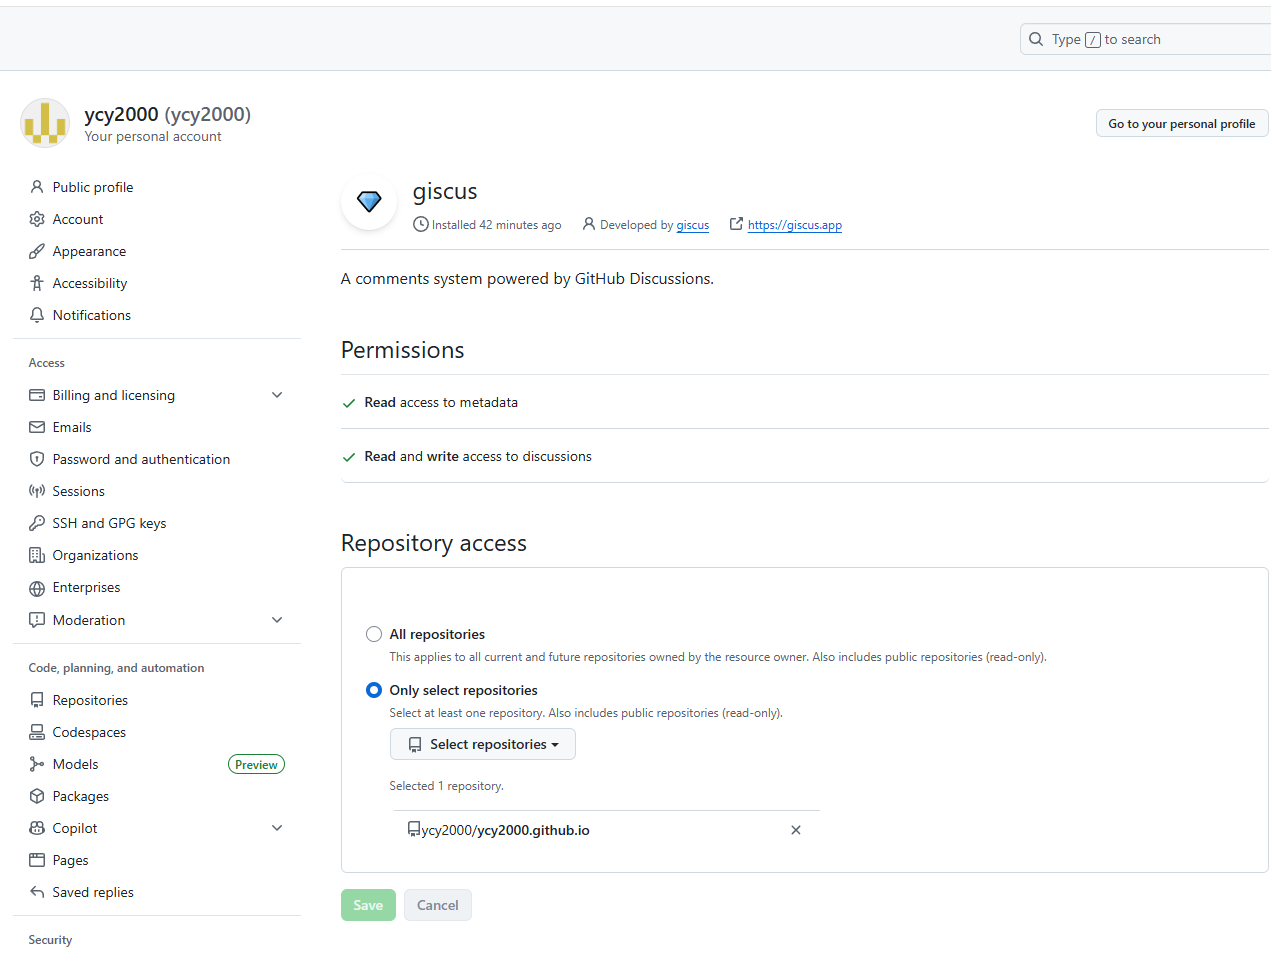 Type / to search
ycy2000 (ycy2000)
Your personal account
Go to your personal profile
Public profile
Account
Appearance
Accessibility
Notifications
Access
Billing and licensing
Emails
Password and authentication
Sessions
SSH and GPG keys
Organizations
Enterprises
Moderation
Code, planning, and automation
Repositories
Codespaces
Models Preview
Packages
Copilot
Pages
Saved replies
Security
giscus
Installed 42 minutes ago Developed by giscus https://giscus.app
A comments system powered by GitHub Discussions.
Permissions
Read access to metadata
Read and write access to discussions
Repository access
All repositories
This applies to all current and future repositories owned by the resource owner. Also includes public repositories (read-only).
Only select repositories
Select at least one repository. Also includes public repositories (read-only).
Select repositories
Selected 1 repository.
ycy2000/ycy2000.github.io
Save Cancel